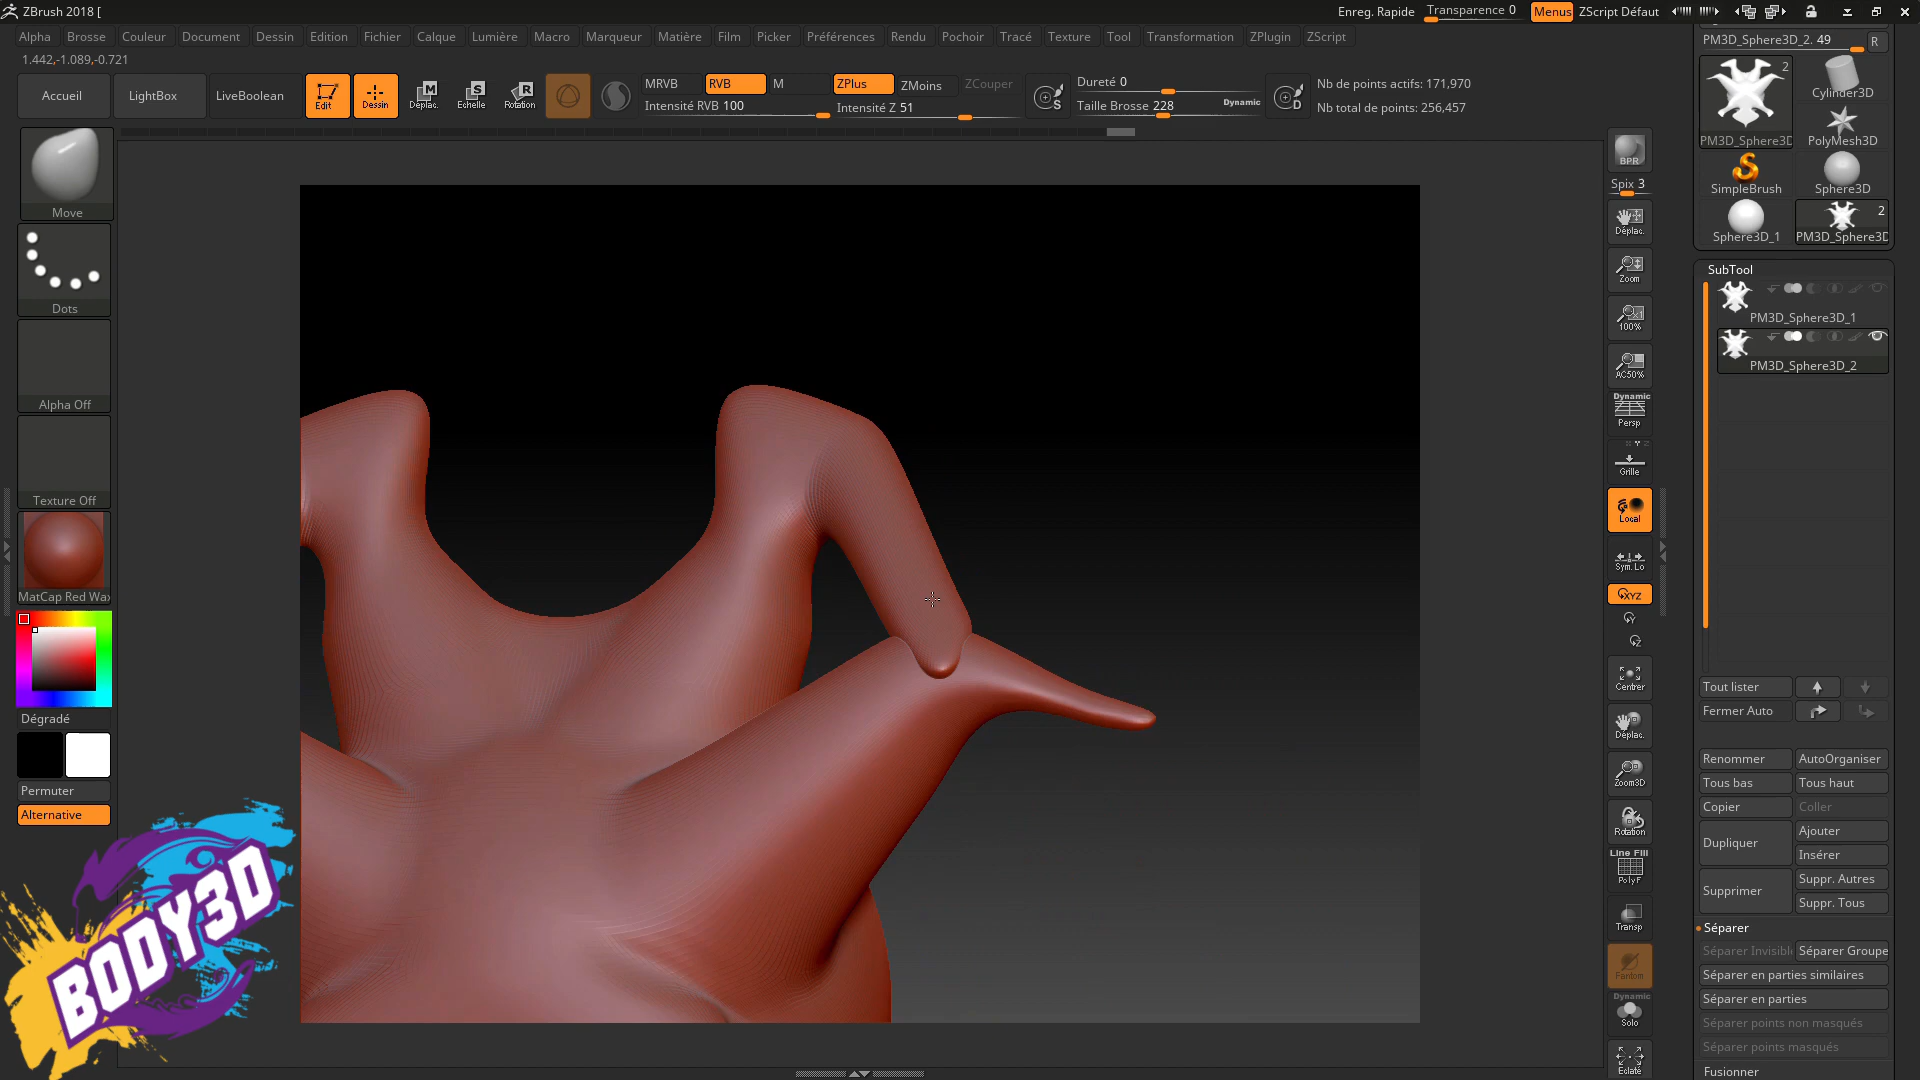 ZBrush 2018 [
Enreg. Rapide
Transparence 0
Menus
ZScript Défaut
Alpha
Brosse
Couleur
Document
Dessin
Edition
Fichier
Calque
Lumière
Macro
Marqueur
Matière
Film
Picker
Préférences
Rendu
Pochoir
Tracé
Texture
Tool
Transformation
ZPlugin
ZScript
PM3D_Sphere3D_2. 49
R
1.442,-1.089,-0.721
Accueil
LightBox
LiveBoolean
Edit
Dessin
Déplac.
Echelle
Rotation
MRVB
RVB
M
ZPlus
ZMoins
ZCouper
Intensité RVB 100
Intensité Z 51
Dureté 0
Taille Brosse 228
Dynamic
Nb de points actifs: 171,970
Nb total de points: 256,457
2
PM3D_Sphere3D
Cylinder3D
PolyMesh3D
SimpleBrush
Sphere3D
Sphere3D_1
2
PM3D_Sphere3D
Move
Dots
Alpha Off
Texture Off
MatCap Red Wax
Dégradé
Permuter
Alternative
BODY3D
BPR
Spix 3
Déplac.
Zoom
100%
AC50%
Dynamic
Persp
Grille
Local
Sym. Lo
XYZ
Centrer
Déplac.
Zoom3D
Rotation
Line Fill
PolyF
Transp
Fantom
Dynamic
Solo
Eclaté
SubTool
PM3D_Sphere3D_1
PM3D_Sphere3D_2
Tout lister
Fermer Auto
Renommer
AutoOrganiser
Tous bas
Tous haut
Copier
Coller
Dupliquer
Ajouter
Insérer
Supprimer
Suppr. Autres
Suppr. Tous
Séparer
Séparer Invisibl
Séparer Groupe
Séparer en parties similaires
Séparer en parties
Séparer points non masqués
Séparer points masqués
Fusionner